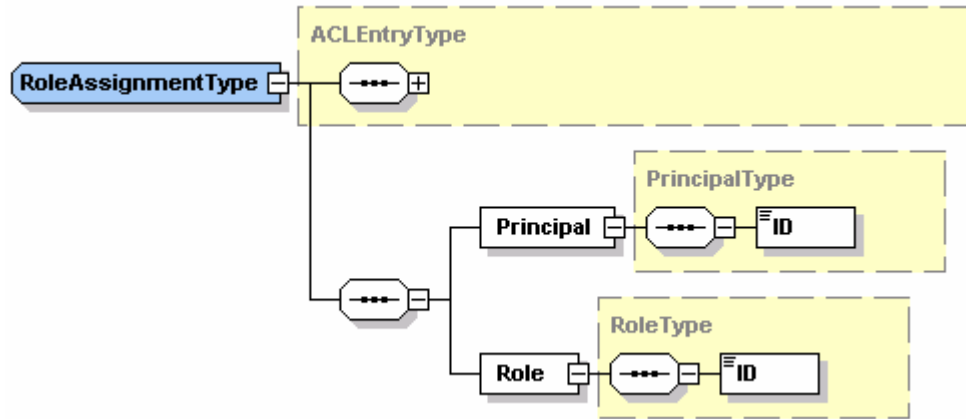 ACLEntryType
RoleAssignmentType
PrincipalType
Principal
ID
RoleType
Role
ID